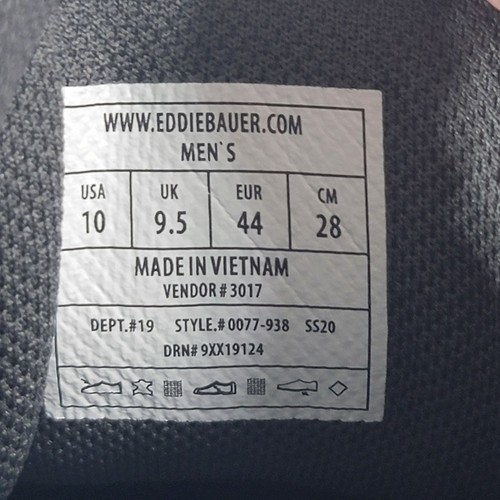 WWW.EDDIEBAUER.COM
MEN`S
USA UK EUR CM
10 9.5 44 28
MADE IN VIETNAM
VENDOR#3017
DEPT.#19 STYLE.#0077-938 SS20
DRN# 9XX19124